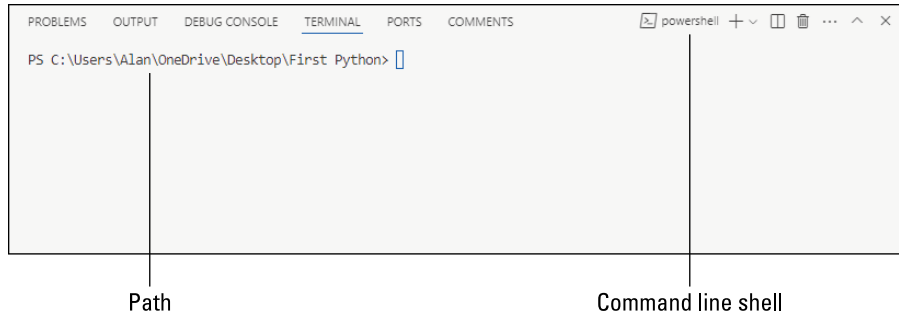 PROBLEMS OUTPUT DEBUG CONSOLE TERMINAL PORTS COMMENTS powershell
PS C:\Users\Alan\OneDrive\Desktop\First Python>
Path Command line shell